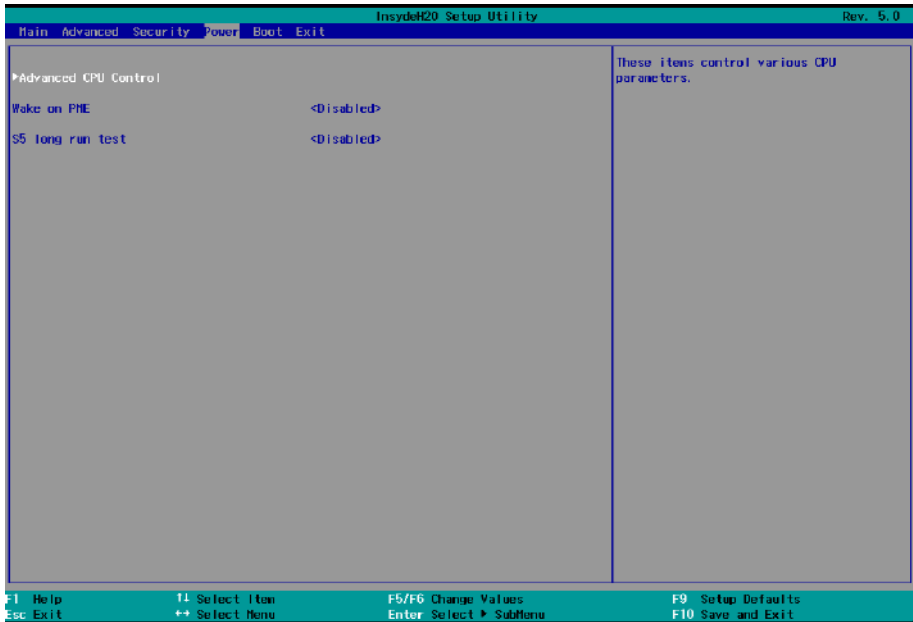 InsydeH20 Setup Utility Rev. 5.0
Main Advanced Security Power Boot Exit
▶Advanced CPU Control
Wake on PME <Disabled>
S5 long run test <Disabled>
These items control various CPU
parameters.
F1 Help ↑↓ Select Item F5/F6 Change Values F9 Setup Defaults
Esc Exit ↔ Select Menu Enter Select ▶ SubMenu F10 Save and Exit